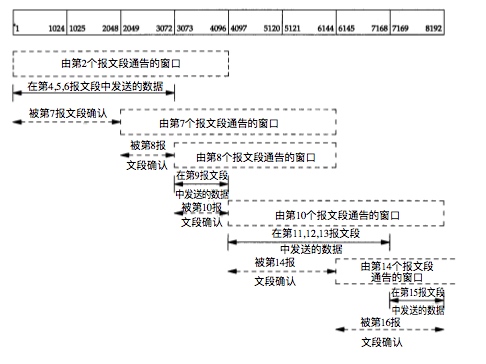 1 1024 1025 2048 2049 3072 3073 4096 4097 5120 5121 6144 6145 7168 7169 8192
由第2个报文段通告的窗口
在第4,5,6报文段中发送的数据
被第7报文段确认
由第7个报文段通告的窗口
被第8报
文段确认
由第8个报文段通告的窗口
在第9报文段
中发送的数据
被第10报
文段确认
由第10个报文段通告的窗口
在第11,12,13报文段
中发送的数据
被第14报
文段确认
由第14个报文段
通告的窗口
在第15报文段
中发送的数据
被第16报
文段确认